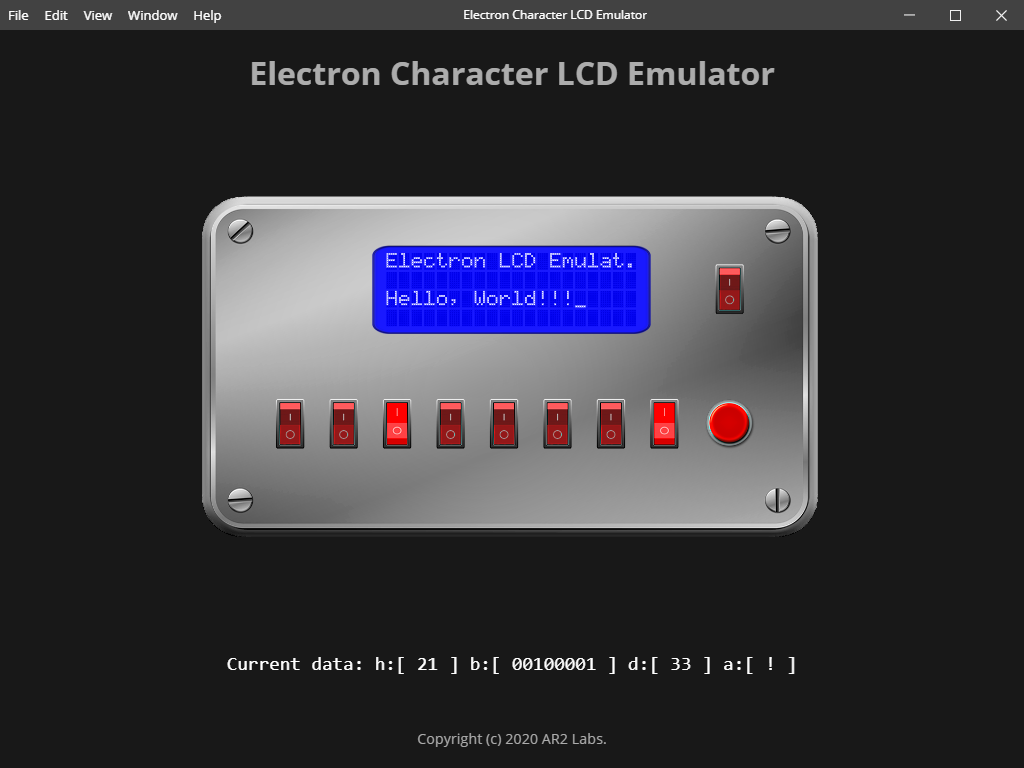 File Edit View Window Help Electron Character LCD Emulator
Electron Character LCD Emulator
Electron LCD Emulat.
Hello, World!!!_
Current data: h:[ 21 ] b:[ 00100001 ] d:[ 33 ] a:[ ! ]
Copyright (c) 2020 AR2 Labs.